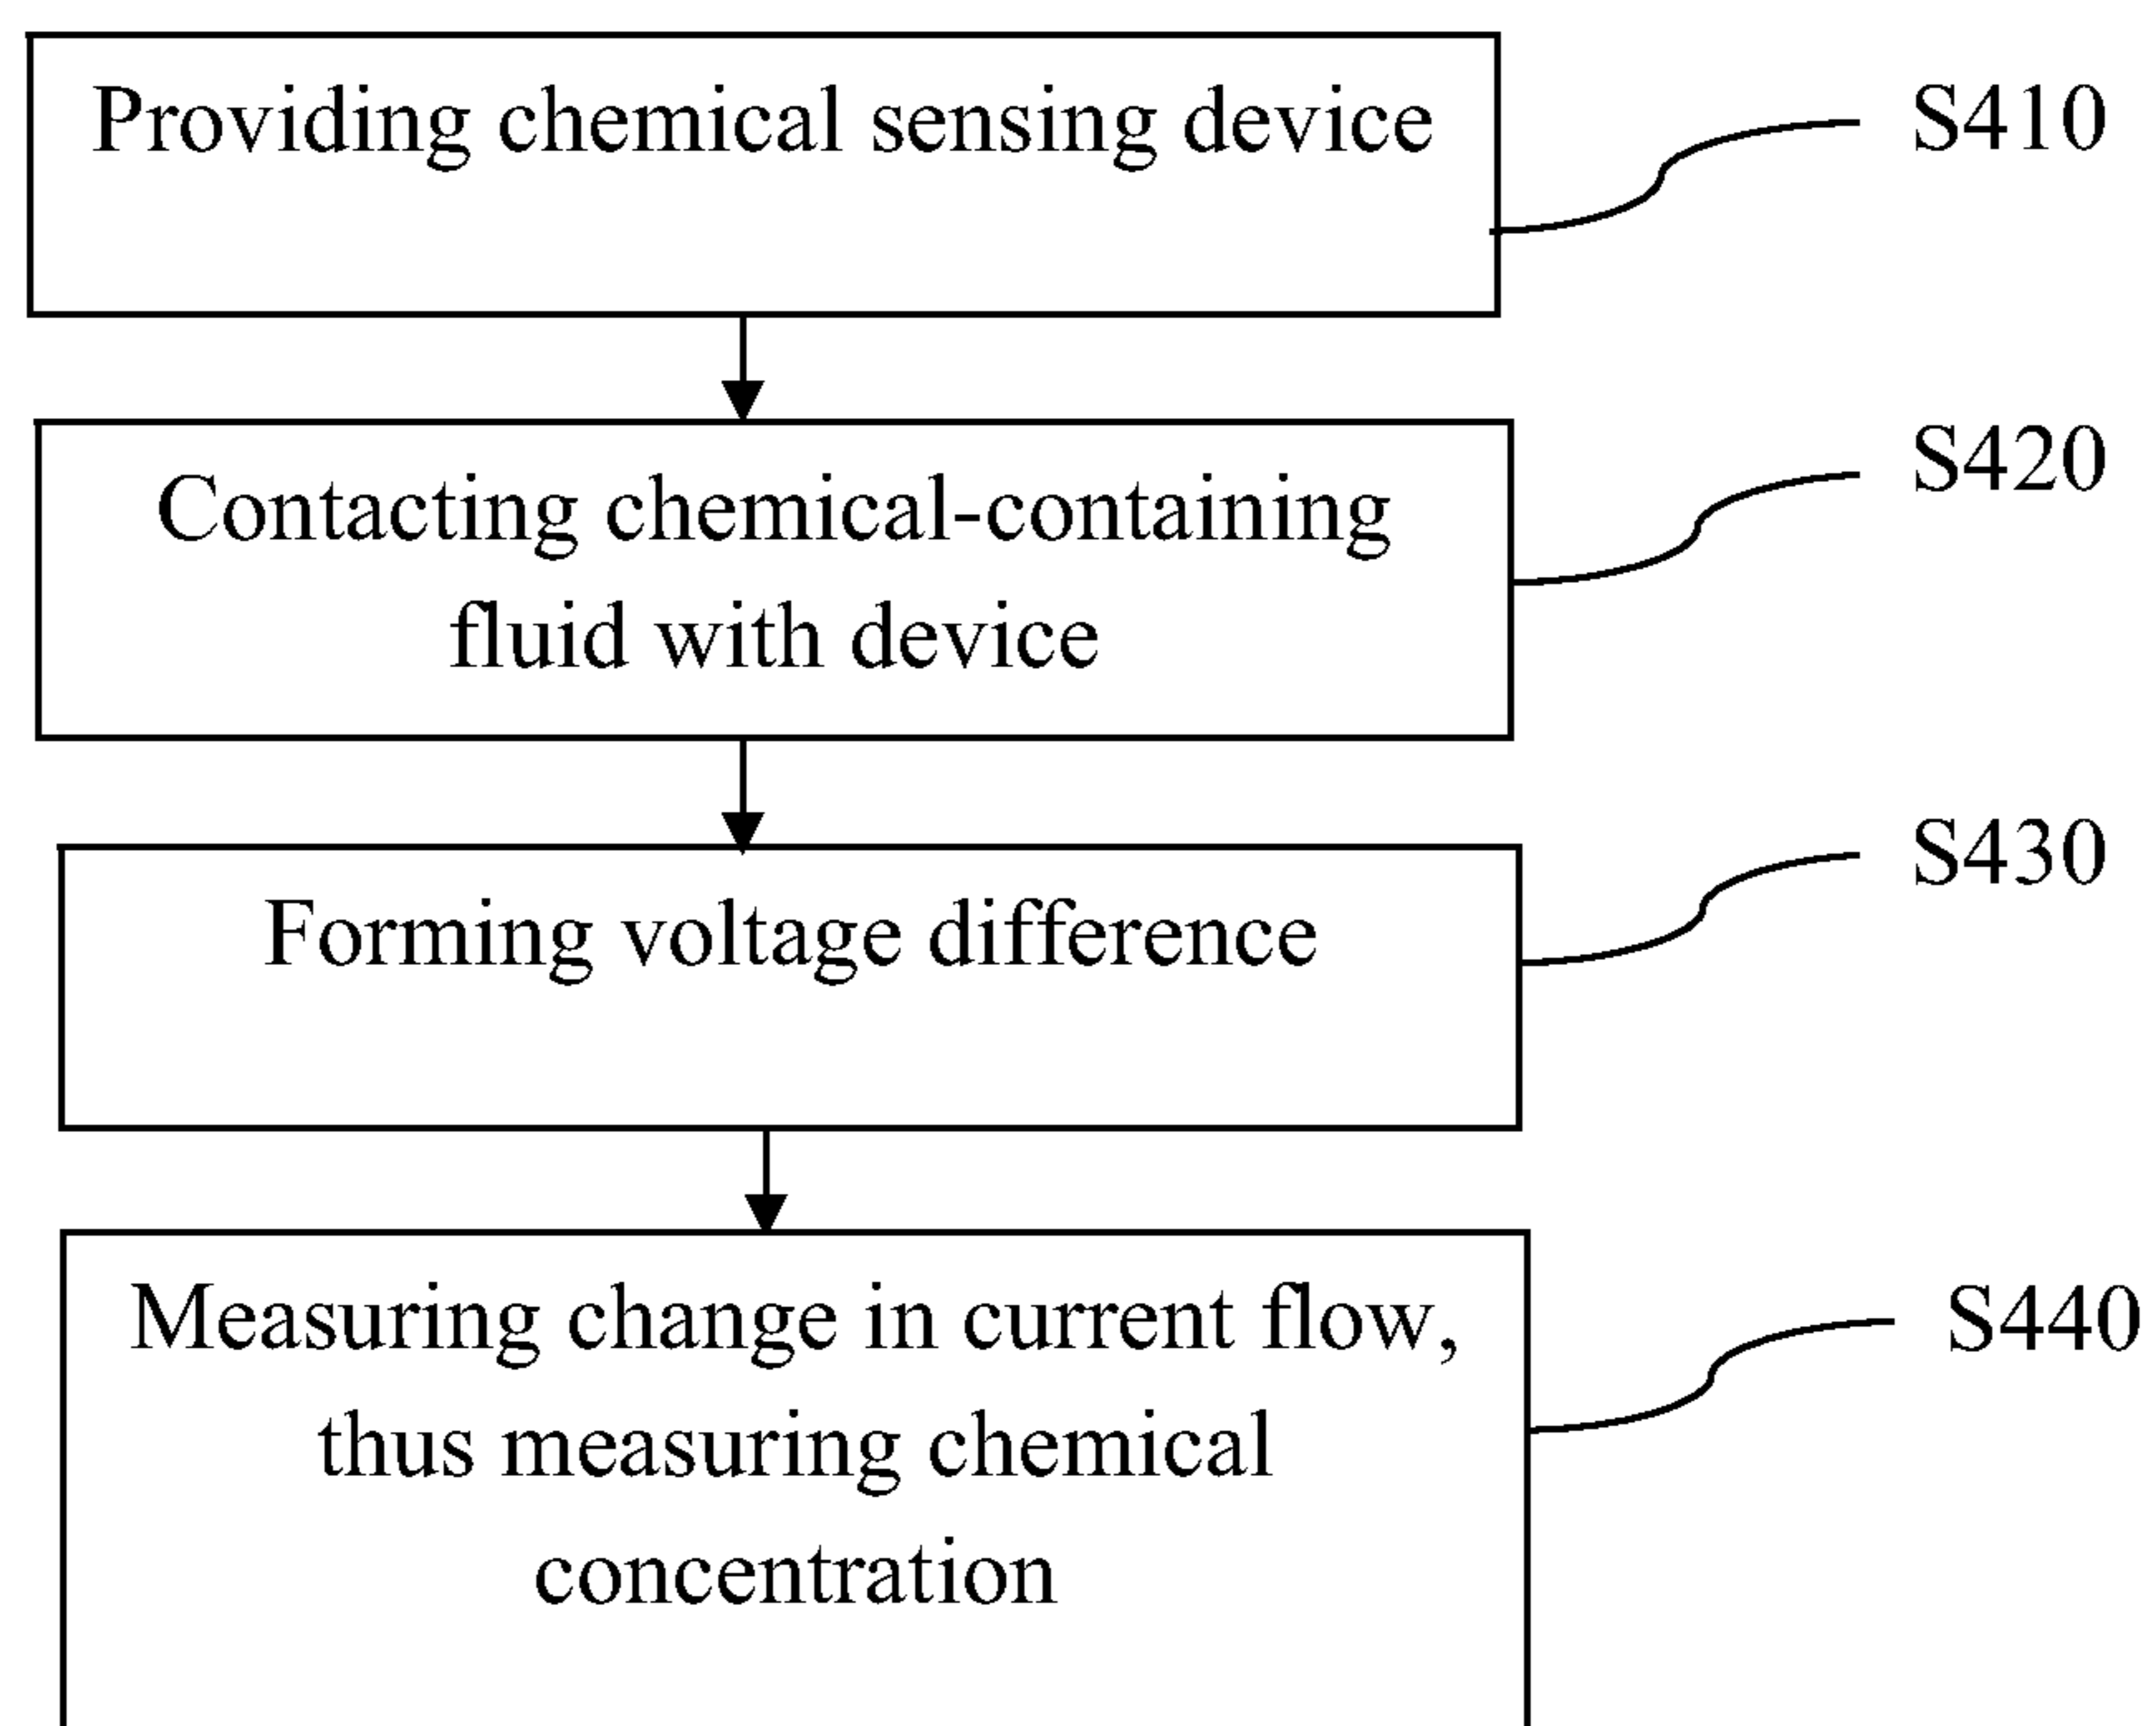 Providing chemical sensing device
S410
Contacting chemical-containing
fluid with device
S420
Forming voltage difference
S430
Measuring change in current flow,
thus measuring chemical
concentration
S440